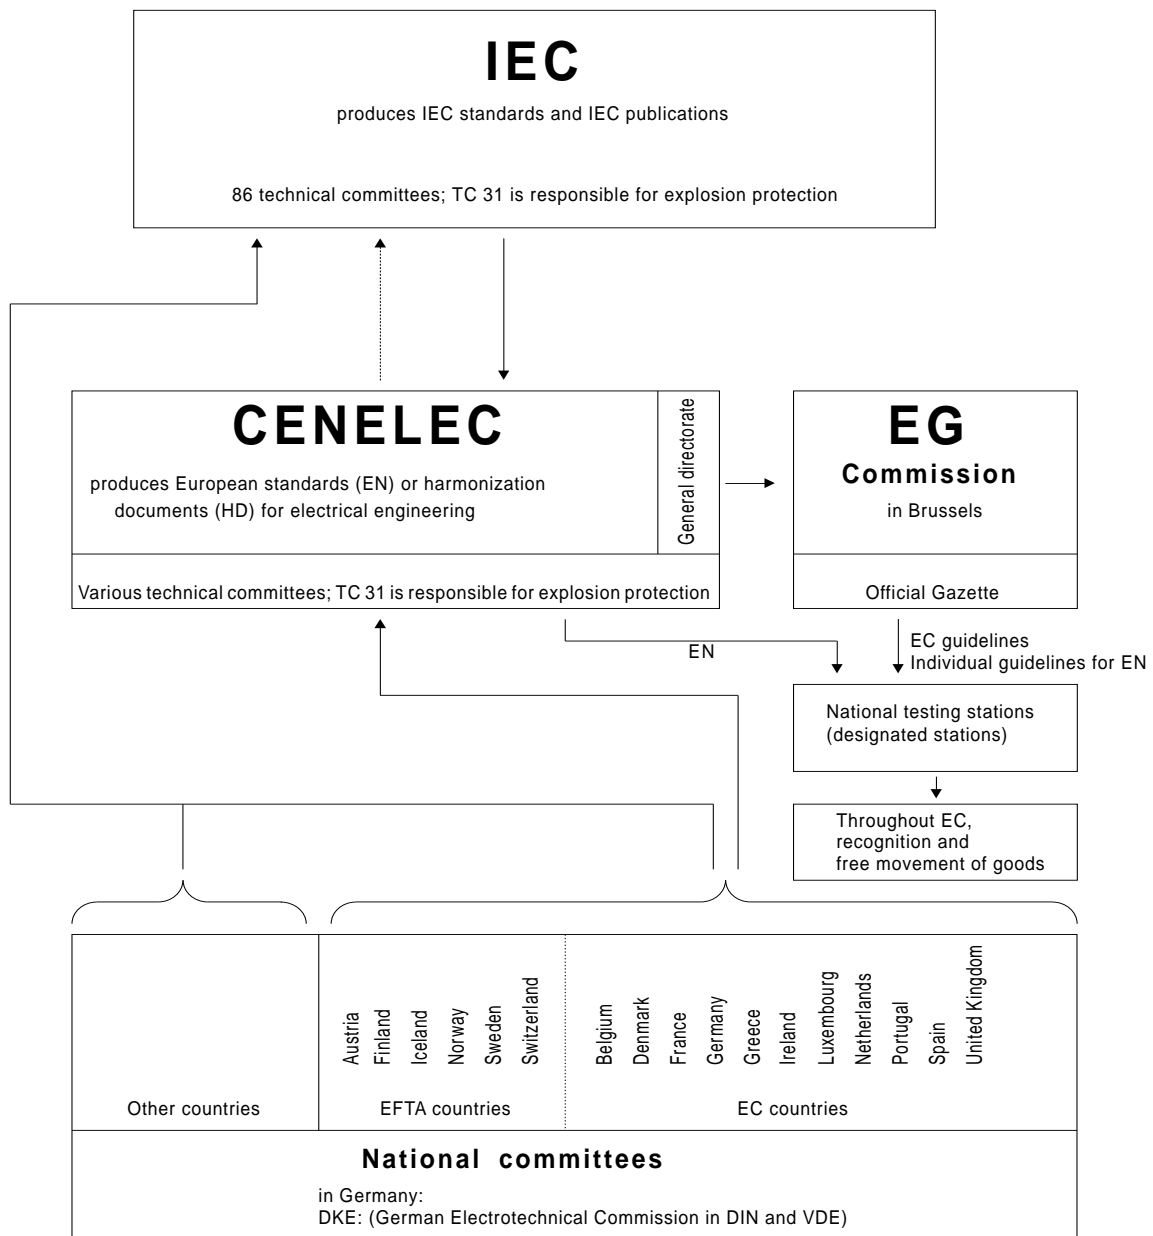 IEC
produces IEC standards and IEC publications
86 technical committees; TC 31 is responsible for explosion protection
CENELEC
produces European standards (EN) or harmonization
documents (HD) for electrical engineering
General directorate
Various technical committees; TC 31 is responsible for explosion protection
EG
Commission
in Brussels
Official Gazette
EN
EC guidelines
Individual guidelines for EN
National testing stations
(designated stations)
Throughout EC,
recognition and
free movement of goods
Other countries
Austria
Finland
Iceland
Norway
Sweden
Switzerland
EFTA countries
Belgium
Denmark
France
Germany
Greece
Ireland
Luxembourg
Netherlands
Portugal
Spain
United Kingdom
EC countries
National committees
in Germany:
DKE: (German Electrotechnical Commission in DIN and VDE)